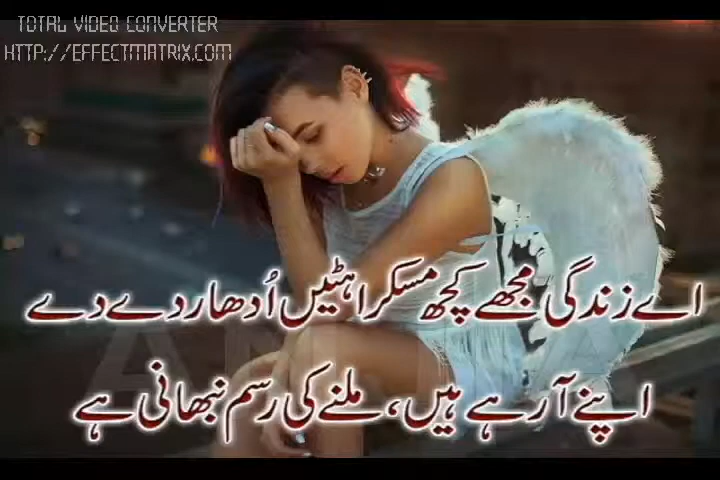 TOTAL VIDEO CONVERTER
HTTP://EFFECTMATRIX.COM
اے زندگی مجھے کچھ مسکراہٹیں اُدھار دے دے
اپنے آ رہے ہیں، ملنے کی رسم نبھانی ہے